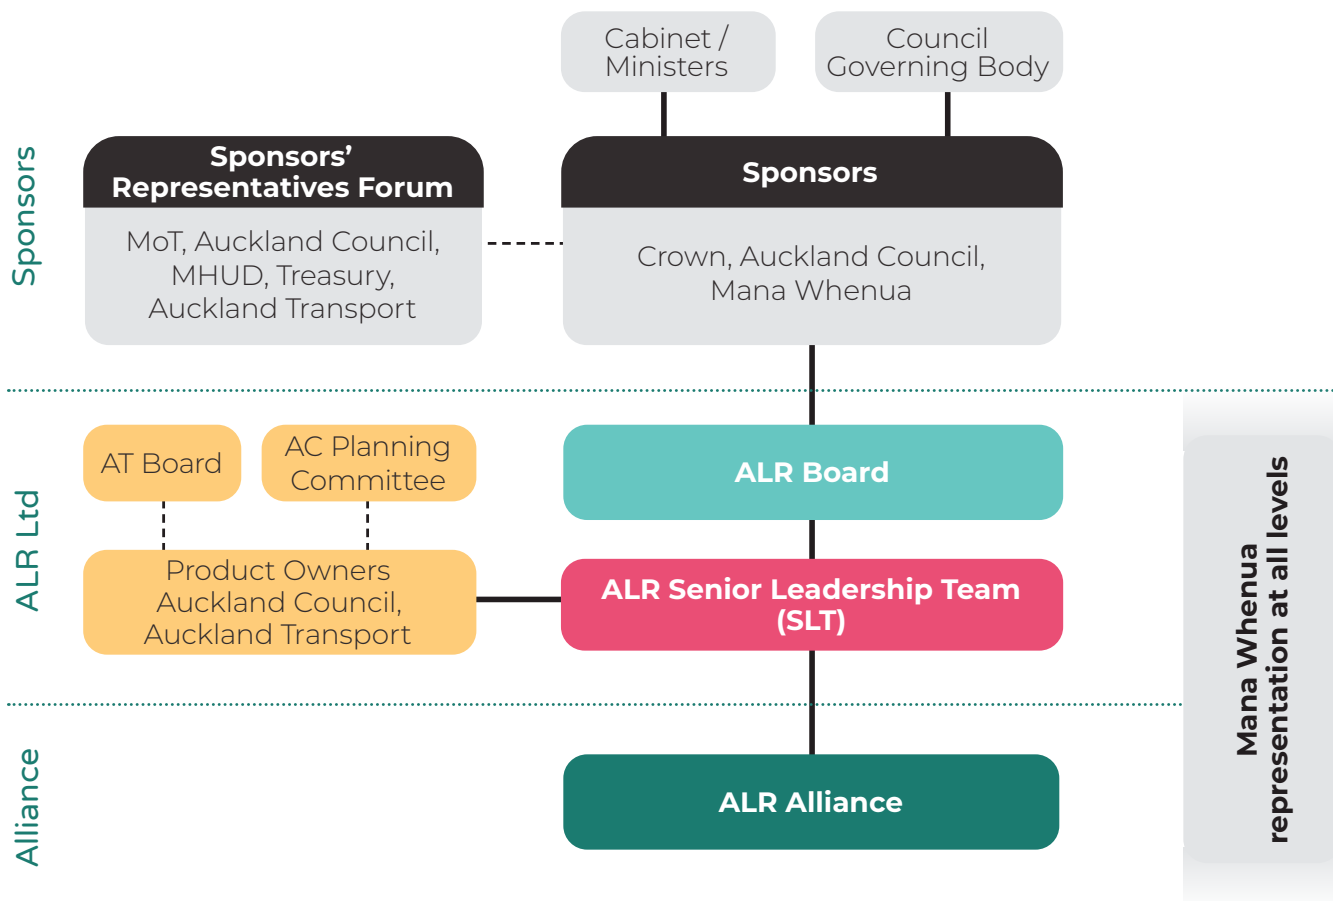 Cabinet /
Ministers
Council
Governing Body
Sponsors
Sponsors’
Representatives Forum
MoT, Auckland Council,
MHUD, Treasury,
Auckland Transport
Sponsors
Crown, Auckland Council,
Mana Whenua
ALR Ltd
AT Board
AC Planning
Committee
ALR Board
Product Owners
Auckland Council,
Auckland Transport
ALR Senior Leadership Team
(SLT)
Mana Whenua
representation at all levels
Alliance
ALR Alliance